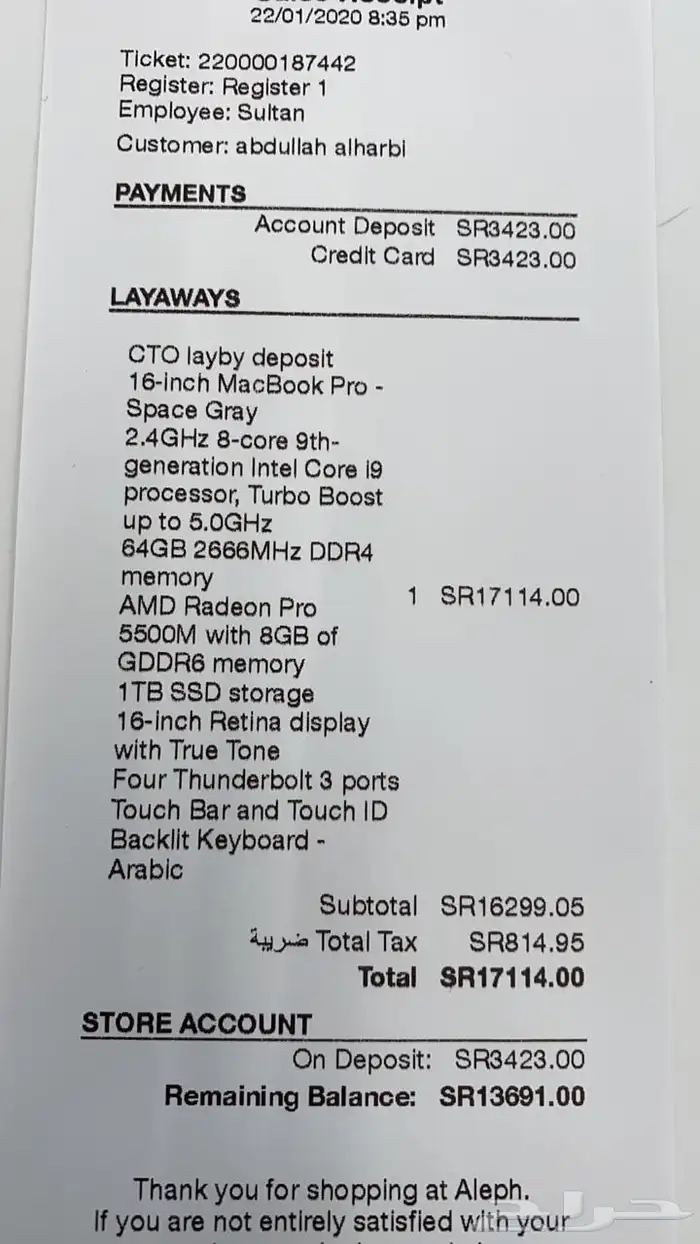 22/01/2020 8:35 pm
Ticket: 220000187442
Register: Register 1
Employee: Sultan
Customer: abdullah alharbi
PAYMENTS
Account Deposit SR3423.00
Credit Card SR3423.00
LAYAWAYS
CTO layby deposit
16-inch MacBook Pro -
Space Gray
2.4GHz 8-core 9th-
generation Intel Core i9
processor, Turbo Boost
up to 5.0GHz
64GB 2666MHz DDR4
memory
1 SR17114.00
AMD Radeon Pro
5500M with 8GB of
GDDR6 memory
1TB SSD storage
16-inch Retina display
with True Tone
Four Thunderbolt 3 ports
Touch Bar and Touch ID
Backlit Keyboard -
Arabic
Subtotal SR16299.05
ضريبة Total Tax SR814.95
Total SR17114.00
STORE ACCOUNT
On Deposit: SR3423.00
Remaining Balance: SR13691.00
Thank you for shopping at Aleph.
If you are not entirely satisfied with your
حراج